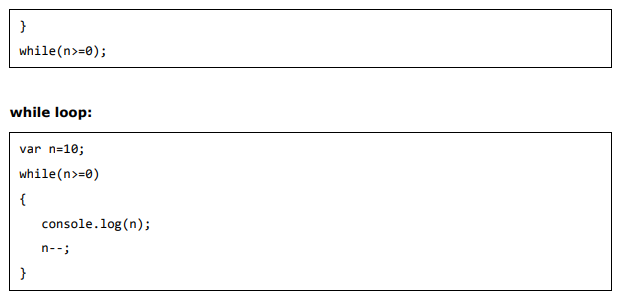 }
while(n>=0);
while loop:
var n=10;
while(n>=0)
{
console.log(n);
n--;
}